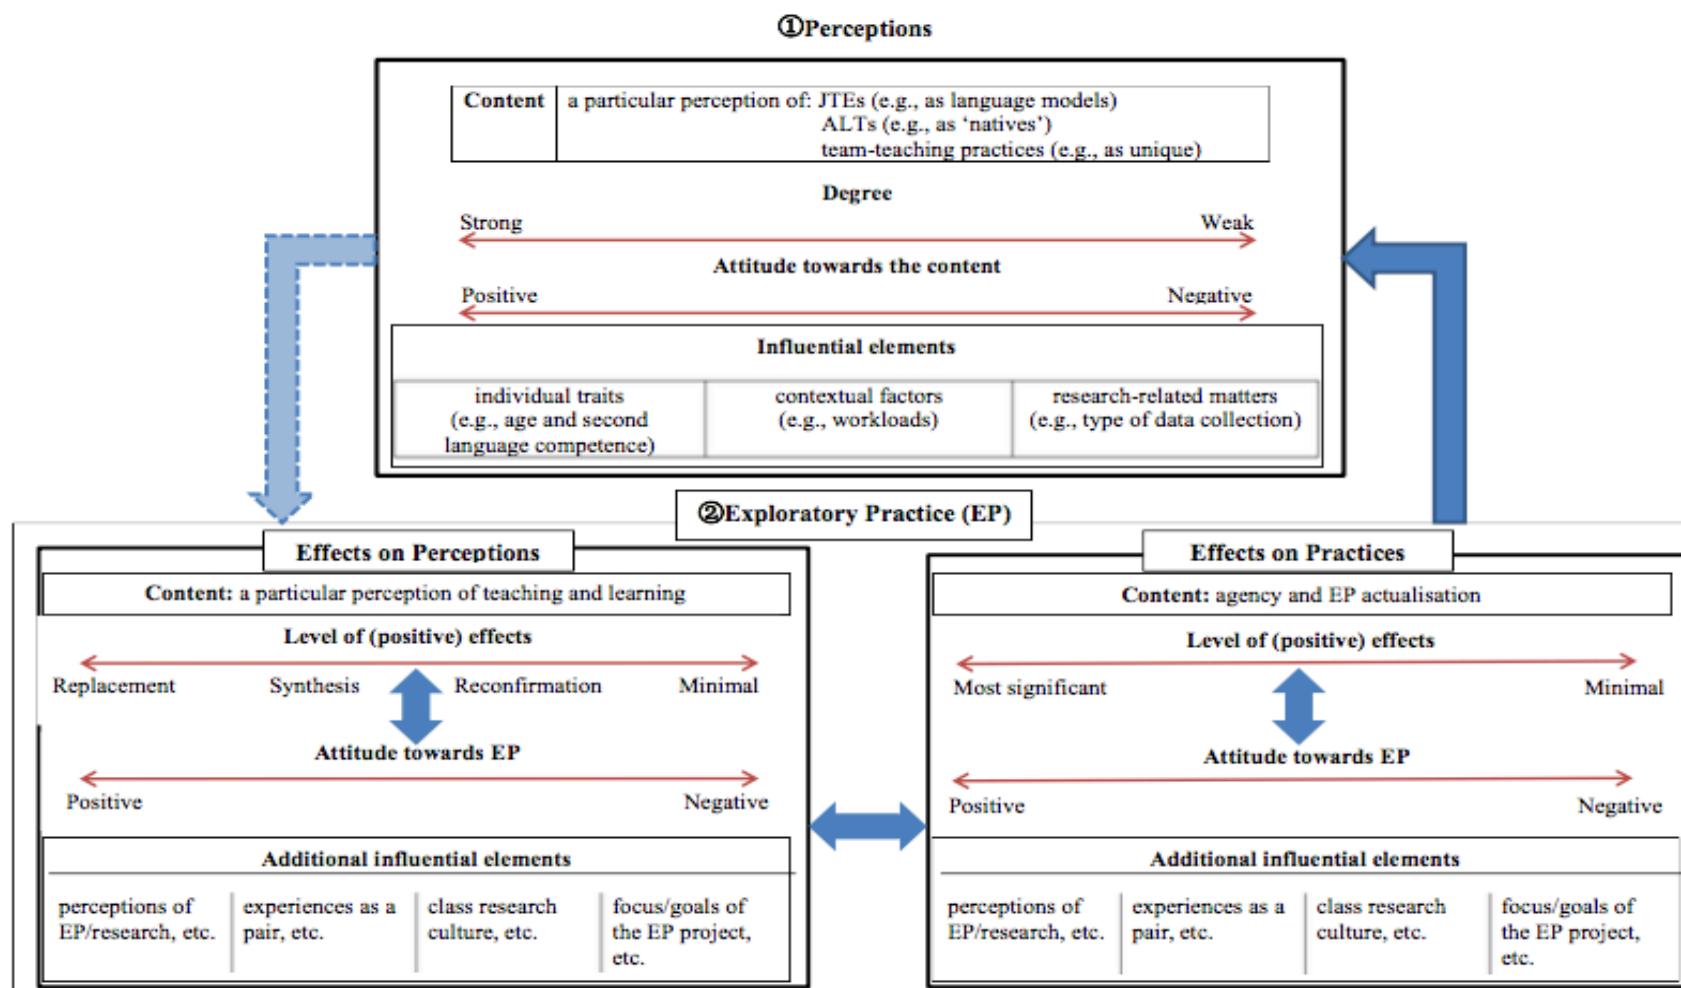 ①Perceptions
Content a particular perception of: JTEs (e.g., as language models)
ALTs (e.g., as ‘natives’)
team-teaching practices (e.g., as unique)
Degree
Strong Weak
Attitude towards the content
Positive Negative
Influential elements
individual traits
(e.g., age and second
language competence)
contextual factors
(e.g., workloads)
research-related matters
(e.g., type of data collection)
②Exploratory Practice (EP)
Effects on Perceptions
Content: a particular perception of teaching and learning
Level of (positive) effects
Replacement Synthesis Reconfirmation Minimal
Attitude towards EP
Positive Negative
Additional influential elements
perceptions of
EP/research, etc.
experiences as a
pair, etc.
class research
culture, etc.
focus/goals of
the EP project,
etc.
Effects on Practices
Content: agency and EP actualisation
Level of (positive) effects
Most significant Minimal
Attitude towards EP
Positive Negative
Additional influential elements
perceptions of
EP/research, etc.
experiences as a
pair, etc.
class research
culture, etc.
focus/goals of
the EP project,
etc.